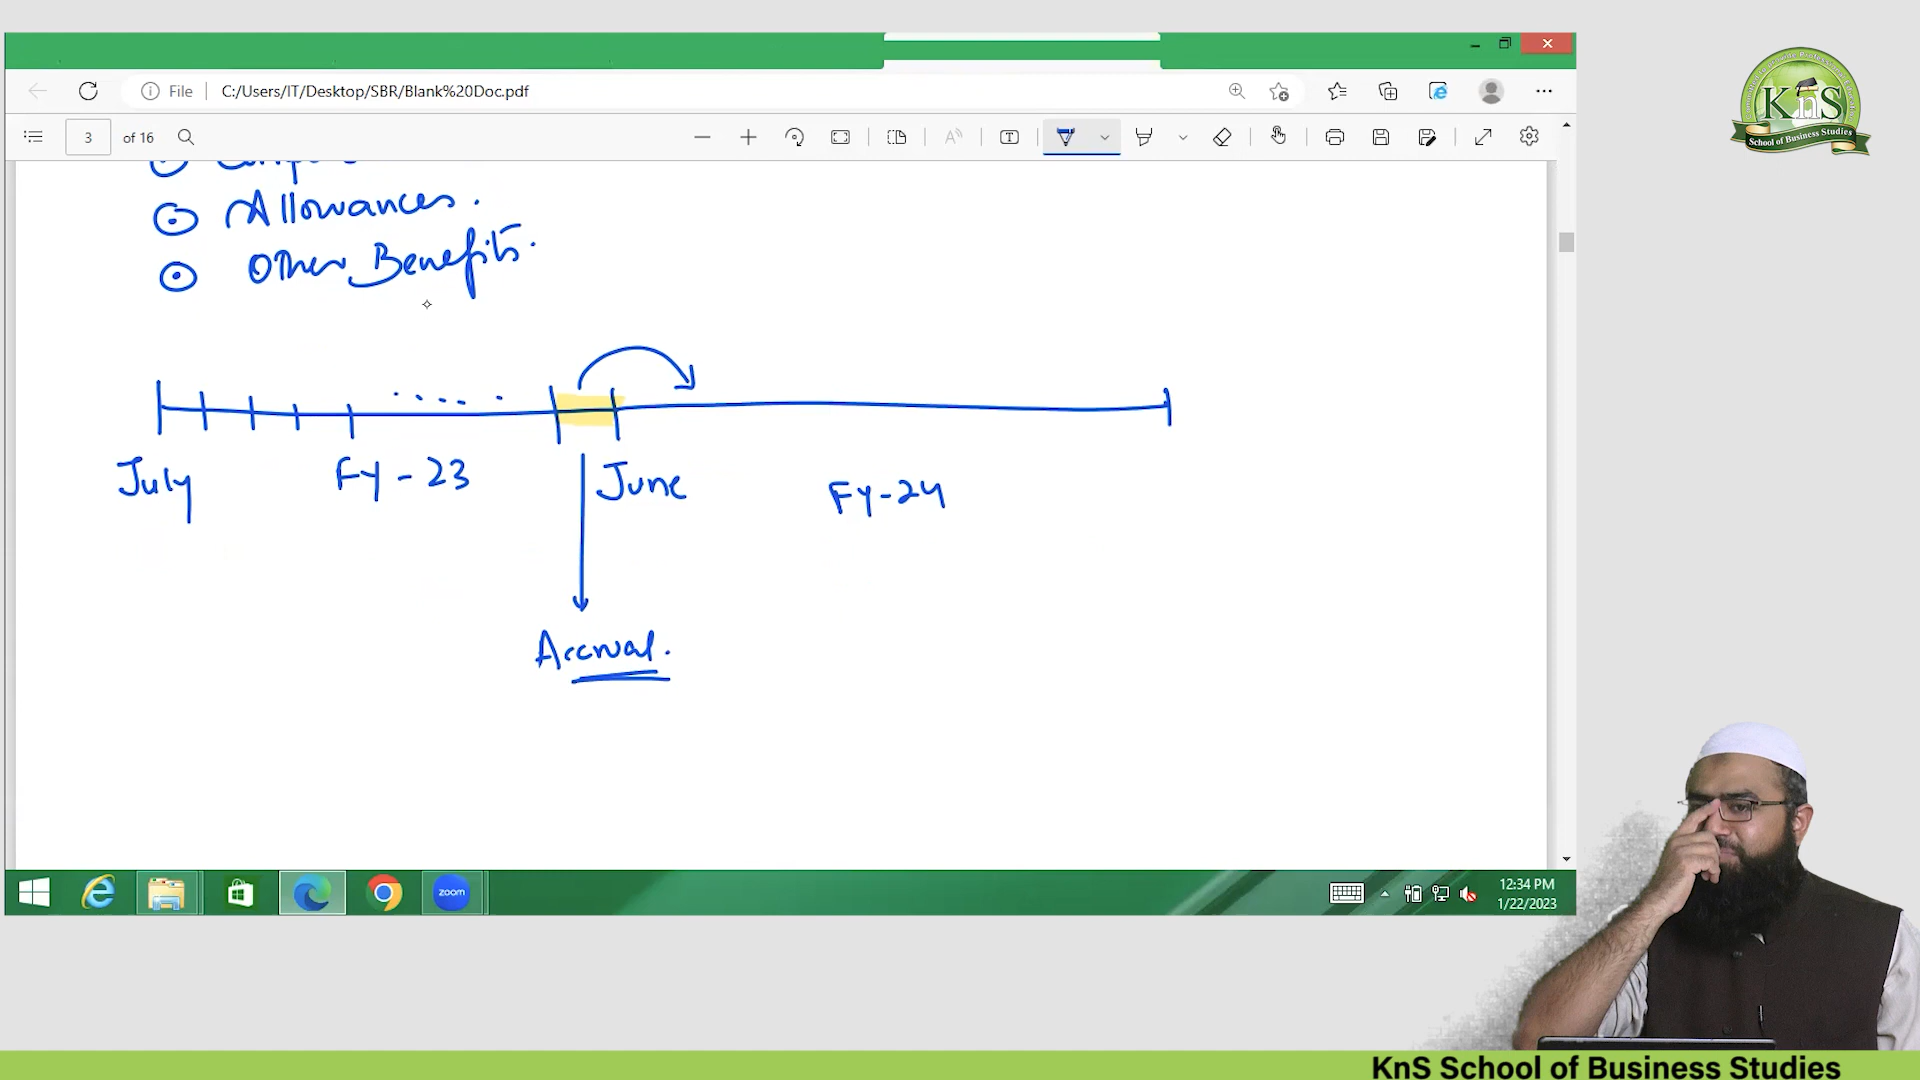 File
C:/Users/IT/Desktop/SBR/Blank%20Doc.pdf
3 of 16
Allowances.
Other Benefits.
July FY-23 June FY-24
Accrual.
zoom
12:34 PM
1/22/2023
KnS
School of Business Studies
KnS School of Business Studies